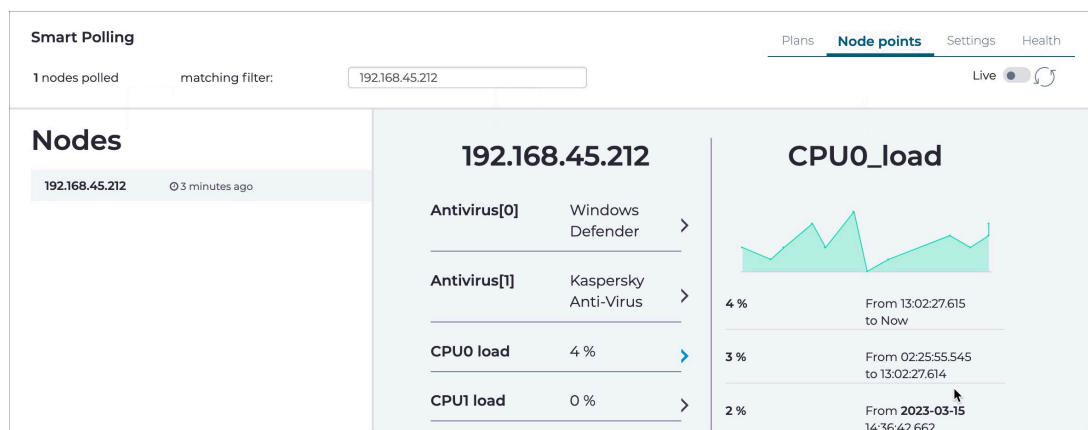 Smart Polling
Plans Node points Settings Health
1 nodes polled matching filter: 192.168.45.212
Live
Nodes
192.168.45.212 3 minutes ago
192.168.45.212
Antivirus[0] Windows
Defender
Antivirus[1] Kaspersky
Anti-Virus
CPU0 load 4 %
CPU1 load 0 %
CPU0_load
4 % From 13:02:27.615
to Now
3 % From 02:25:55.545
to 13:02:27.614
2 % From 2023-03-15
14:36:42.662